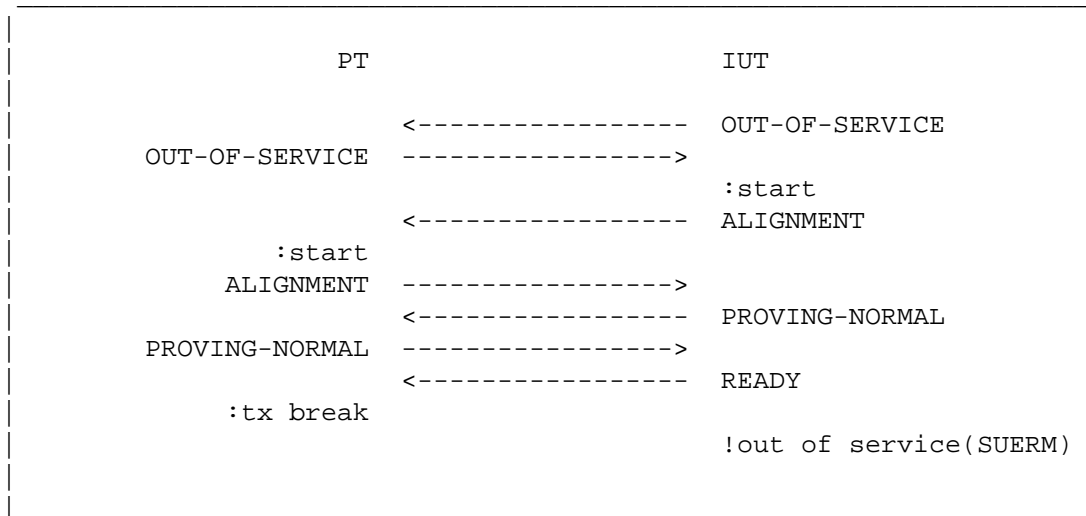 PT IUT
<----------------- OUT-OF-SERVICE
OUT-OF-SERVICE ----------------->
:start
<----------------- ALIGNMENT
:start
ALIGNMENT ----------------->
<----------------- PROVING-NORMAL
PROVING-NORMAL ----------------->
<----------------- READY
:tx break
!out of service(SUERM)